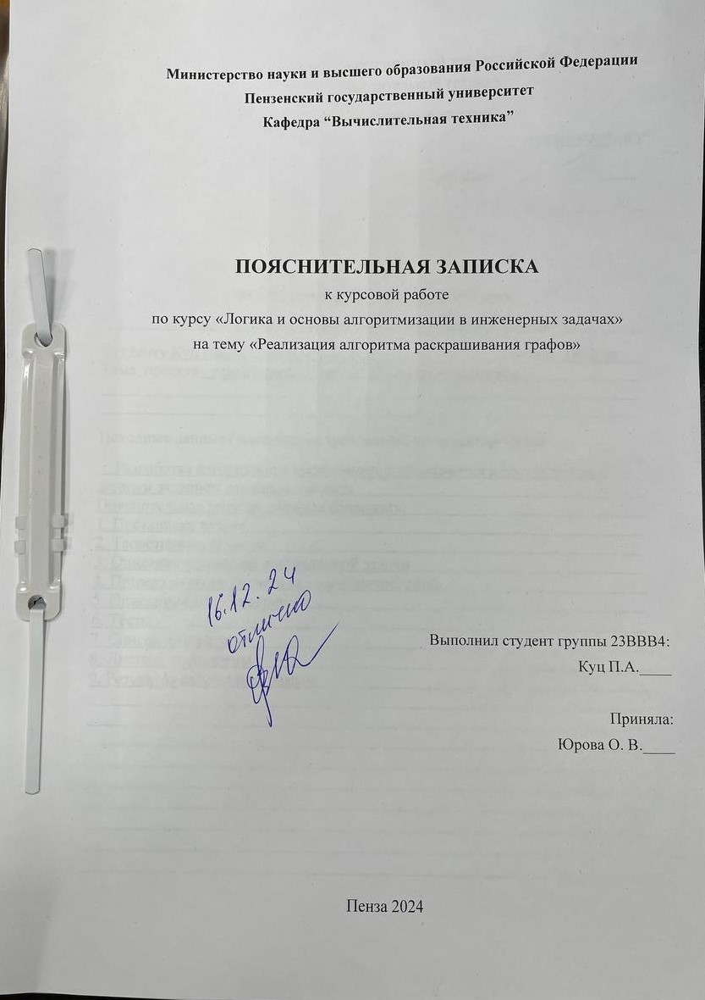 Министерство науки и высшего образования Российской Федерации
Пензенский государственный университет
Кафедра “Вычислительная техника”
ПОЯСНИТЕЛЬНАЯ ЗАПИСКА
к курсовой работе
по курсу «Логика и основы алгоритмизации в инженерных задачах»
на тему «Реализация алгоритма раскрашивания графов»
16.12.24
отлично
Выполнил студент группы 23ВВВ4:
Куц П.А.____
Приняла:
Юрова О. В.____
Пенза 2024